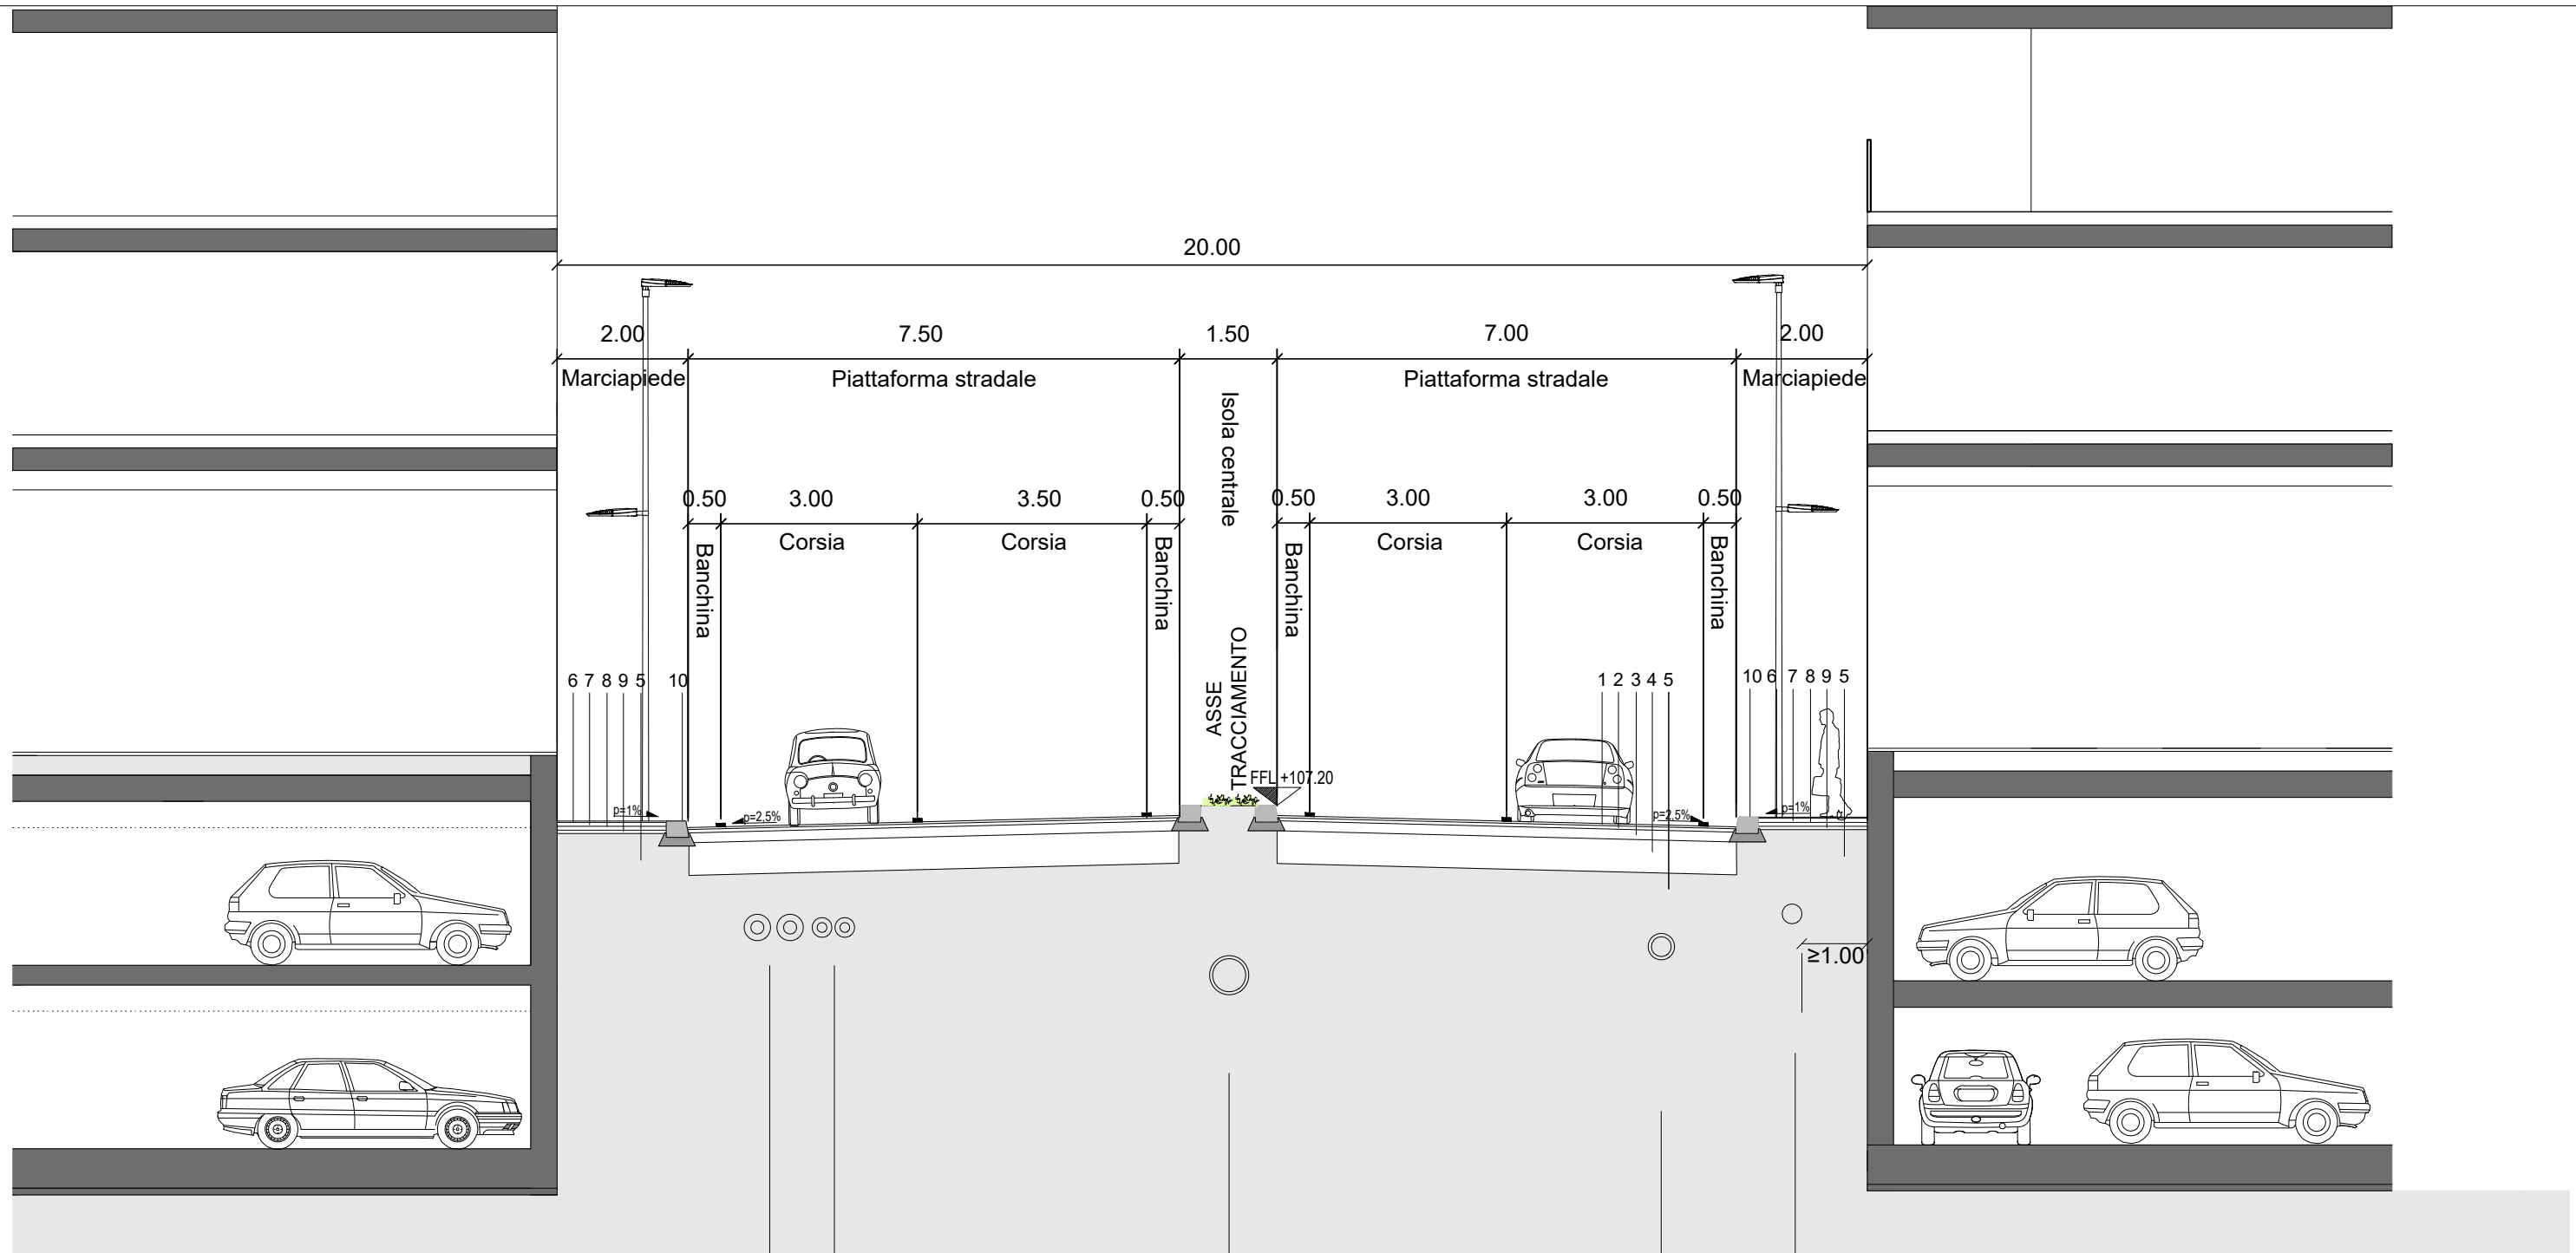 20.00
2.00 7.50 1.50 7.00 2.00
Marciapiede Piattaforma stradale Piattaforma stradale Marciapiede
Isola centrale
0.50 3.00 3.50 0.50 0.50 3.00 3.00 0.50
Corsia Corsia Corsia Corsia
Banchina Banchina Banchina Banchina
ASSE
TRACCIAMENTO
6 7 8 9 5 10 1 2 3 4 5 10 6 7 8 9 5
FFL +107.20
p=1% p=2,5% p=2,5% p=1%
≥1.00